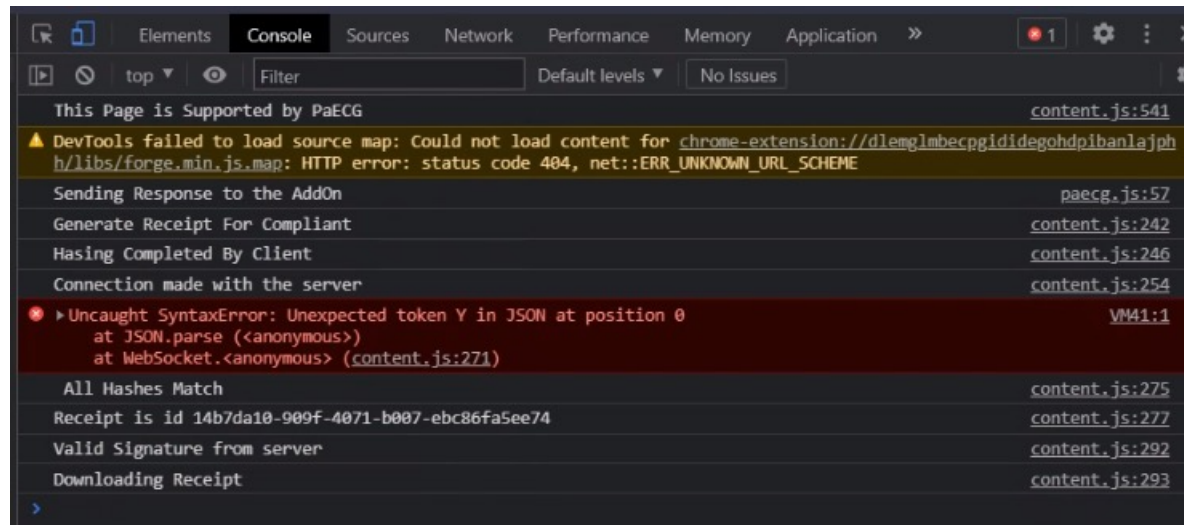 Elements Console Sources Network Performance Memory Application » 1
top Filter Default levels No Issues
This Page is Supported by PaECG content.js:541
DevTools failed to load source map: Could not load content for chrome-extension://dlemglmbecpgididegohdpibanlajph
h/libs/forge.min.js.map: HTTP error: status code 404, net::ERR_UNKNOWN_URL_SCHEME
Sending Response to the AddOn paecg.js:57
Generate Receipt For Compliant content.js:242
Hasing Completed By Client content.js:246
Connection made with the server content.js:254
Uncaught SyntaxError: Unexpected token Y in JSON at position 0 VM41:1
at JSON.parse (<anonymous>)
at WebSocket.<anonymous> (content.js:271)
All Hashes Match content.js:275
Receipt is id 14b7da10-909f-4071-b007-ebc86fa5ee74 content.js:277
Valid Signature from server content.js:292
Downloading Receipt content.js:293